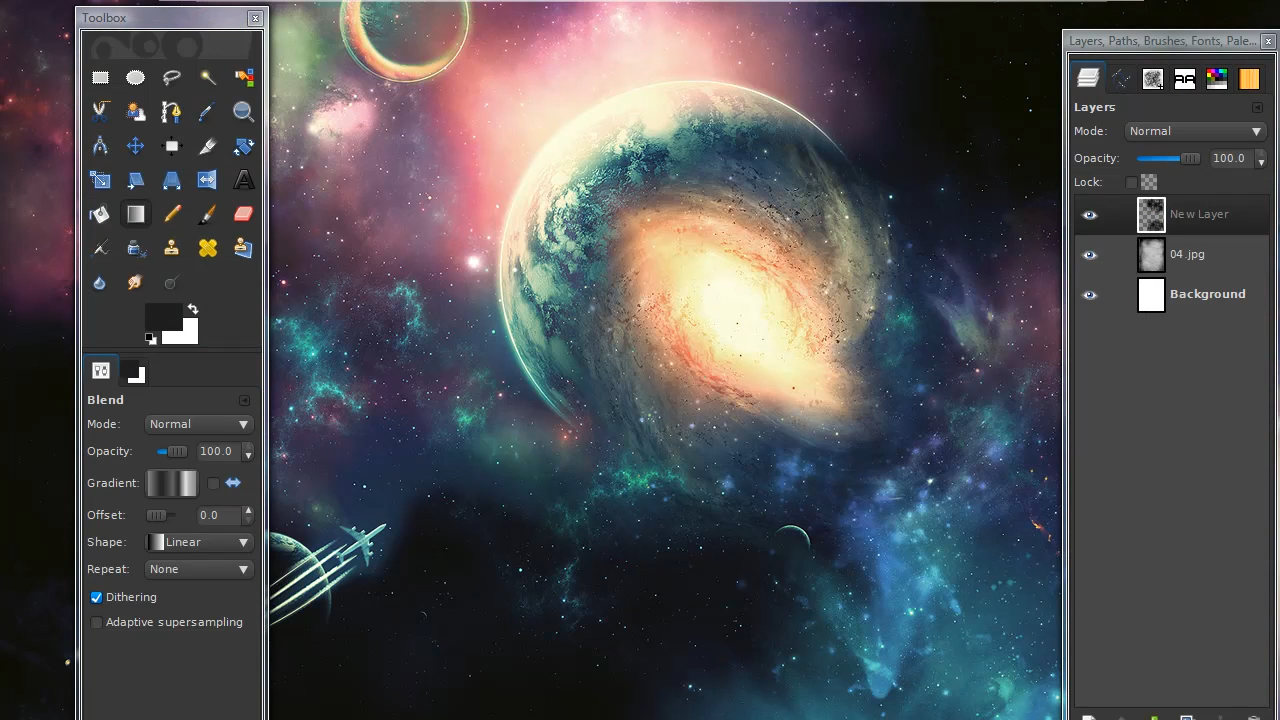 Toolbox
Blend
Mode: Normal
Opacity: 100.0
Gradient:
Offset: 0.0
Shape: Linear
Repeat: None
Dithering
Adaptive supersampling
Layers, Paths, Brushes, Fonts, Pale...
Layers
Mode: Normal
Opacity: 100.0
Lock:
New Layer
04.jpg
Background